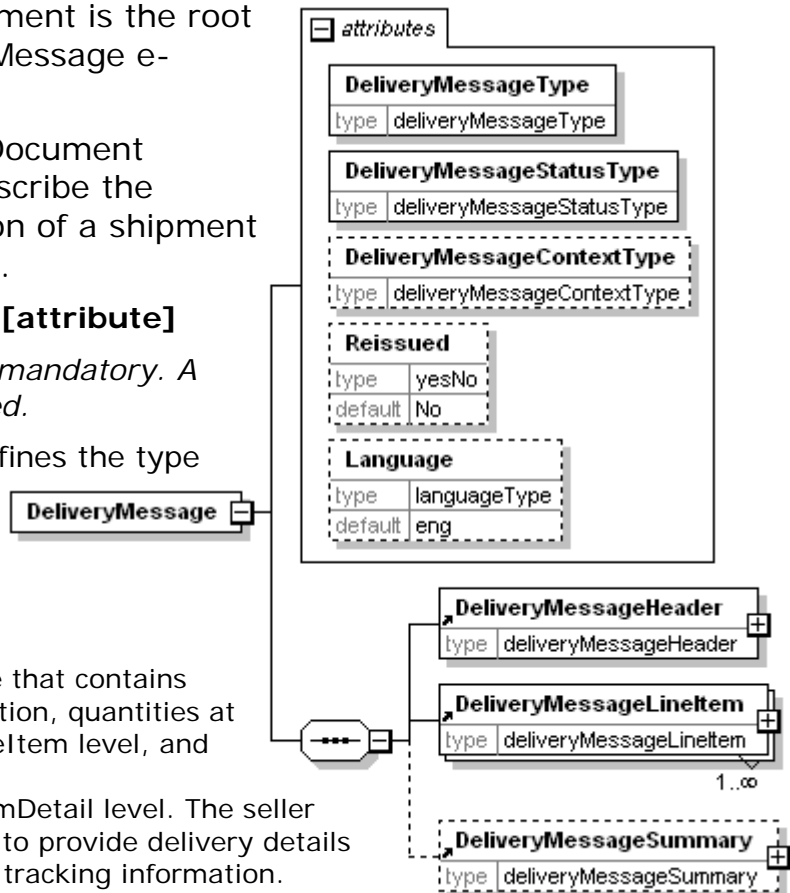 ment is the root
Message e-
Document
scribe the
on of a shipment
.
[attribute]
mandatory. A
ed.
fines the type
e that contains
tion, quantities at
eItem level, and
mDetail level. The seller
to provide delivery details
tracking information.
DeliveryMessage
attributes
DeliveryMessageType
type deliveryMessageType
DeliveryMessageStatusType
type deliveryMessageStatusType
DeliveryMessageContextType
type deliveryMessageContextType
Reissued
type yesNo
default No
Language
type languageType
default eng
DeliveryMessageHeader
type deliveryMessageHeader
DeliveryMessageLineItem
type deliveryMessageLineItem
1..∞
DeliveryMessageSummary
type deliveryMessageSummary